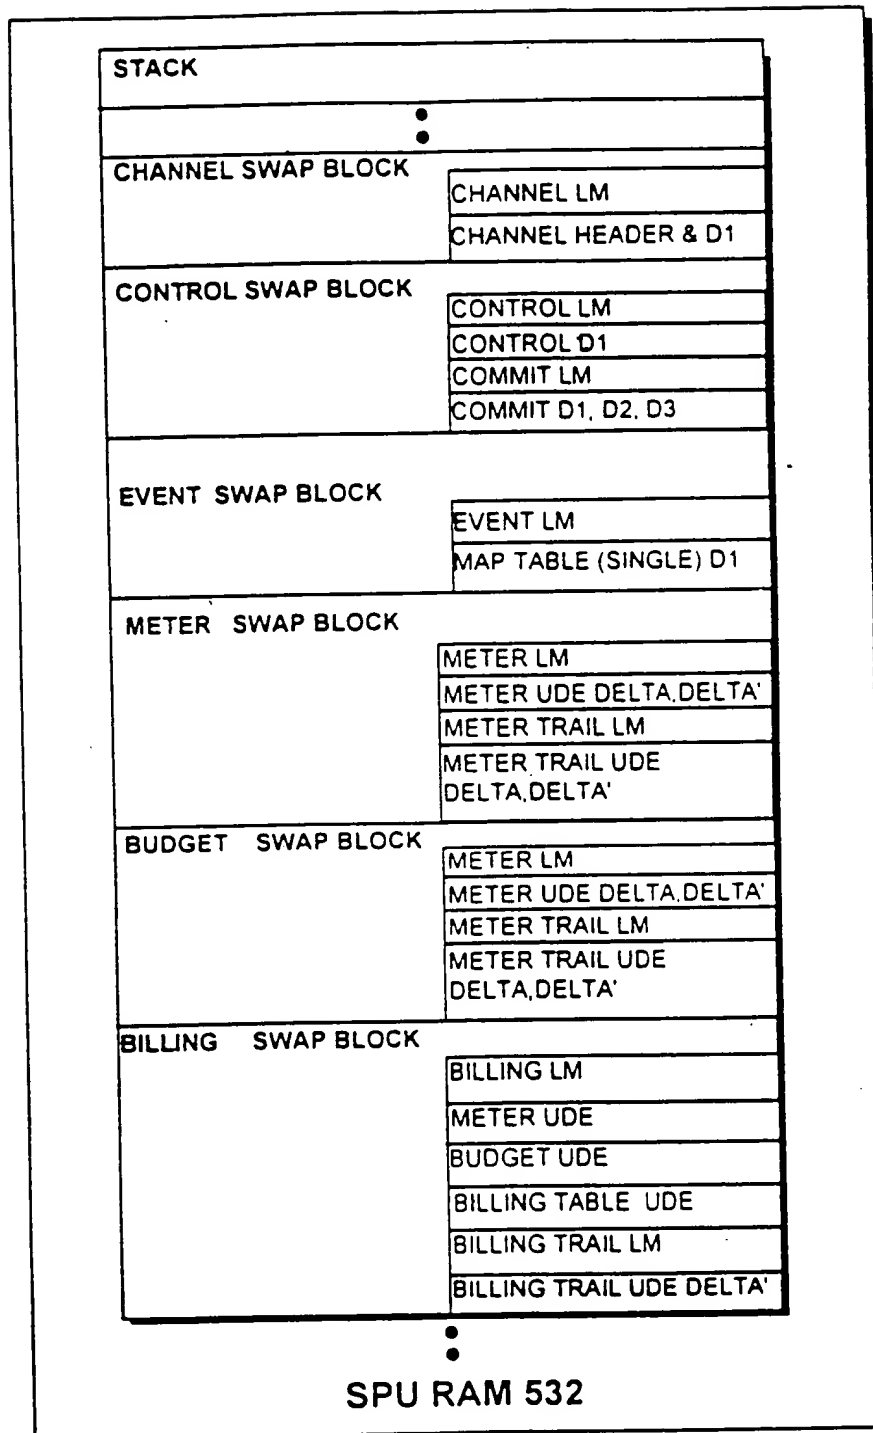 STACK
CHANNEL SWAP BLOCK
CHANNEL LM
CHANNEL HEADER & D1
CONTROL SWAP BLOCK
CONTROL LM
CONTROL D1
COMMIT LM
COMMIT D1, D2, D3
EVENT SWAP BLOCK
EVENT LM
MAP TABLE (SINGLE) D1
METER SWAP BLOCK
METER LM
METER UDE DELTA,DELTA'
METER TRAIL LM
METER TRAIL UDE
DELTA,DELTA'
BUDGET SWAP BLOCK
METER LM
METER UDE DELTA,DELTA'
METER TRAIL LM
METER TRAIL UDE
DELTA,DELTA'
BILLING SWAP BLOCK
BILLING LM
METER UDE
BUDGET UDE
BILLING TABLE UDE
BILLING TRAIL LM
BILLING TRAIL UDE DELTA'
SPU RAM 532